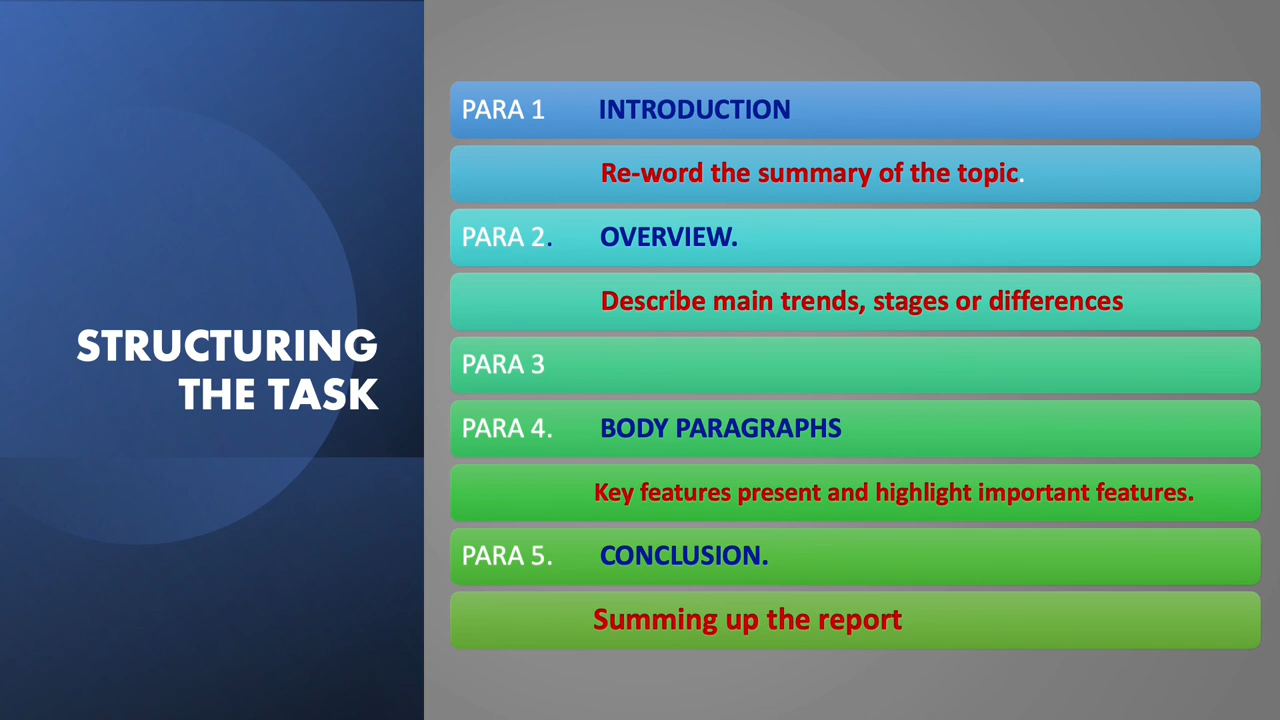 STRUCTURING
THE TASK
PARA 1 INTRODUCTION
Re-word the summary of the topic.
PARA 2. OVERVIEW.
Describe main trends, stages or differences
PARA 3
PARA 4. BODY PARAGRAPHS
Key features present and highlight important features.
PARA 5. CONCLUSION.
Summing up the report